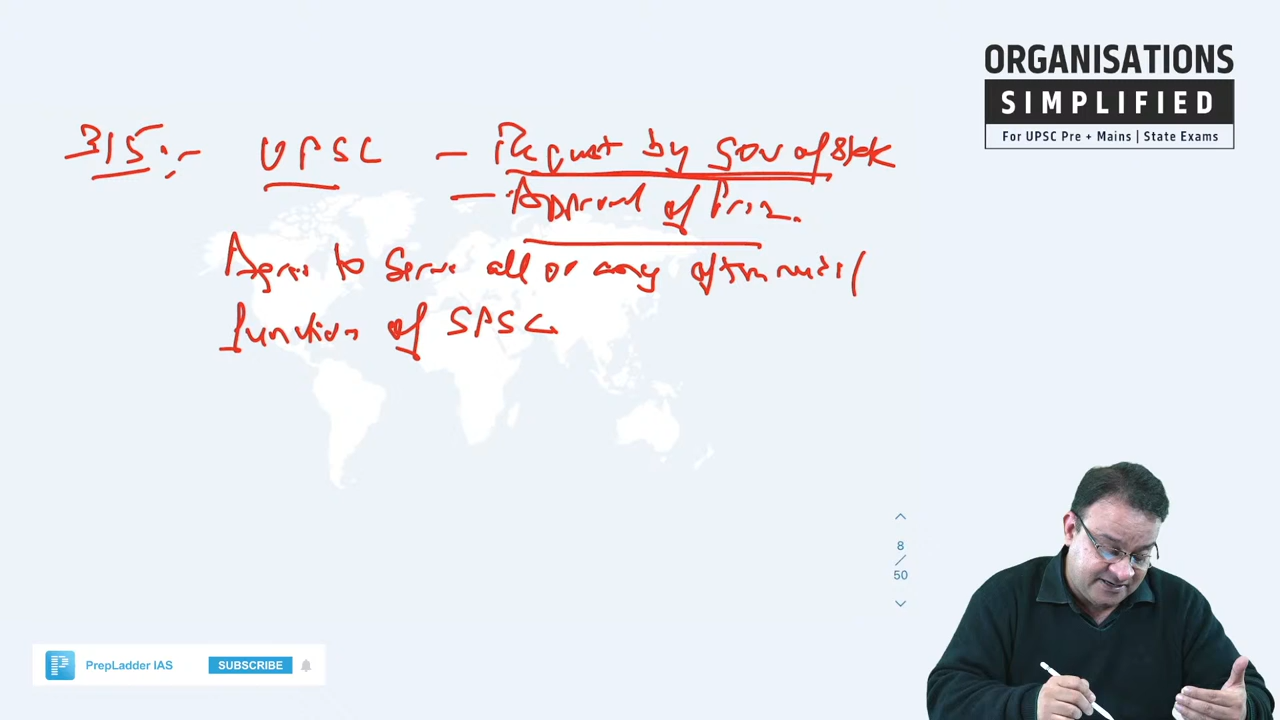 ORGANISATIONS
SIMPLIFIED
For UPSC Pre + Mains | State Exams
315:- UPSC - Request by Gov of State
- Approval of Prez.
Agree to Serve all or any of the needs/
function of SPSC
8
/
50
PrepLadder IAS SUBSCRIBE